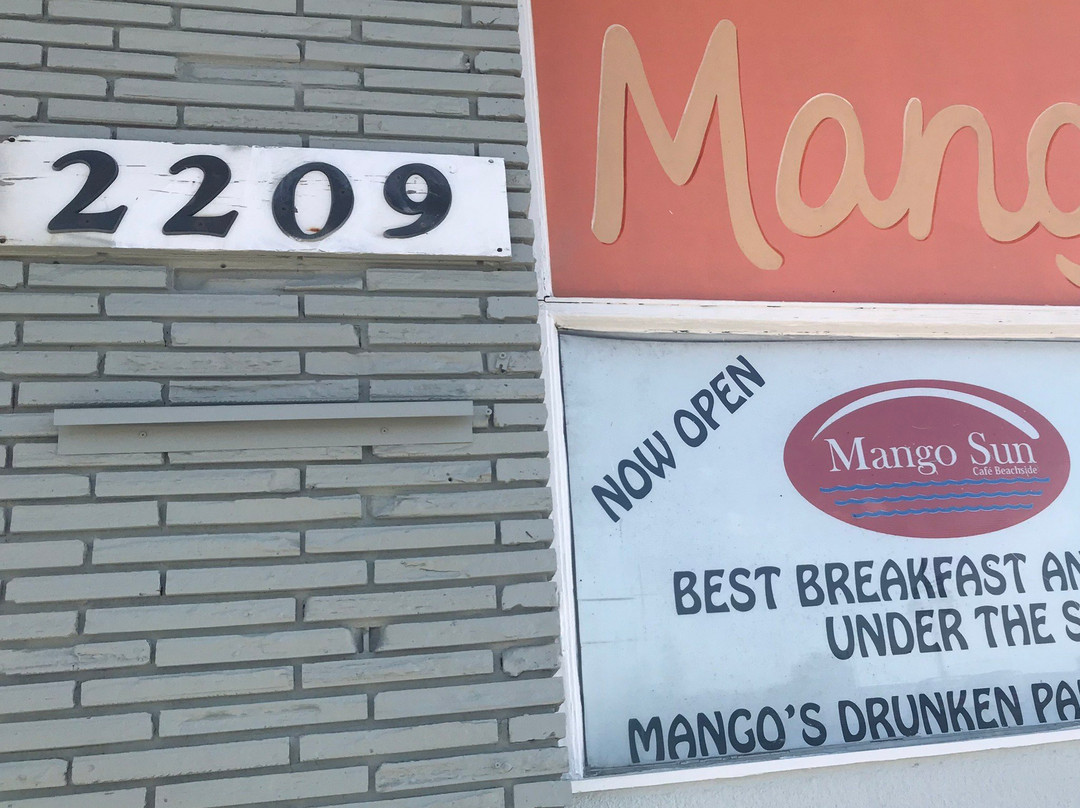 2209
Mang
NOW OPEN
Mango Sun
Café Beachside
BEST BREAKFAST AN
UNDER THE S
MANGO'S DRUNKEN PA